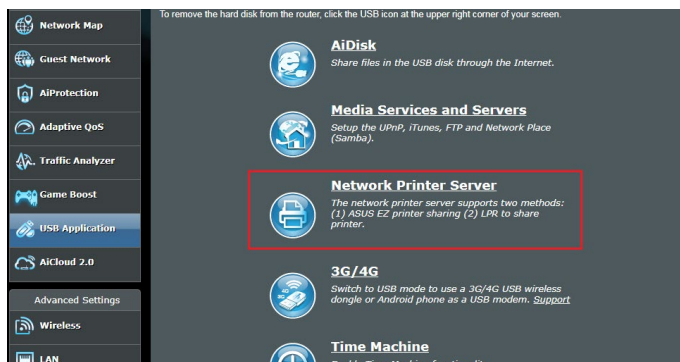 To remove the hard disk from the router, click the USB icon at the upper right corner of your screen.
Network Map
Guest Network
AiProtection
Adaptive QoS
Traffic Analyzer
Game Boost
USB Application
AiCloud 2.0
Advanced Settings
Wireless
LAN
AiDisk
Share files in the USB disk through the Internet.
Media Services and Servers
Setup the UPnP, iTunes, FTP and Network Place
(Samba).
Network Printer Server
The network printer server supports two methods:
(1) ASUS EZ printer sharing (2) LPR to share
printer.
3G/4G
Switch to USB mode to use a 3G/4G USB wireless
dongle or Android phone as a USB modem. Support
Time Machine